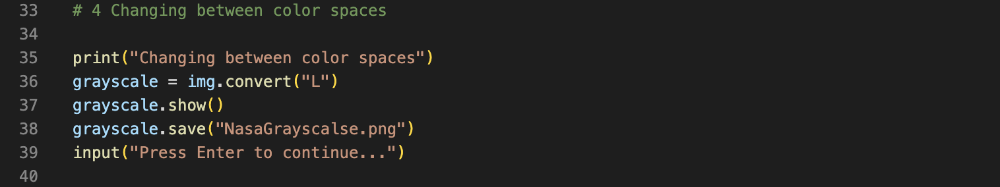 33 # 4 Changing between color spaces
34
35 print("Changing between color spaces")
36 grayscale = img.convert("L")
37 grayscale.show()
38 grayscale.save("NasaGrayscalse.png")
39 input("Press Enter to continue...")
40